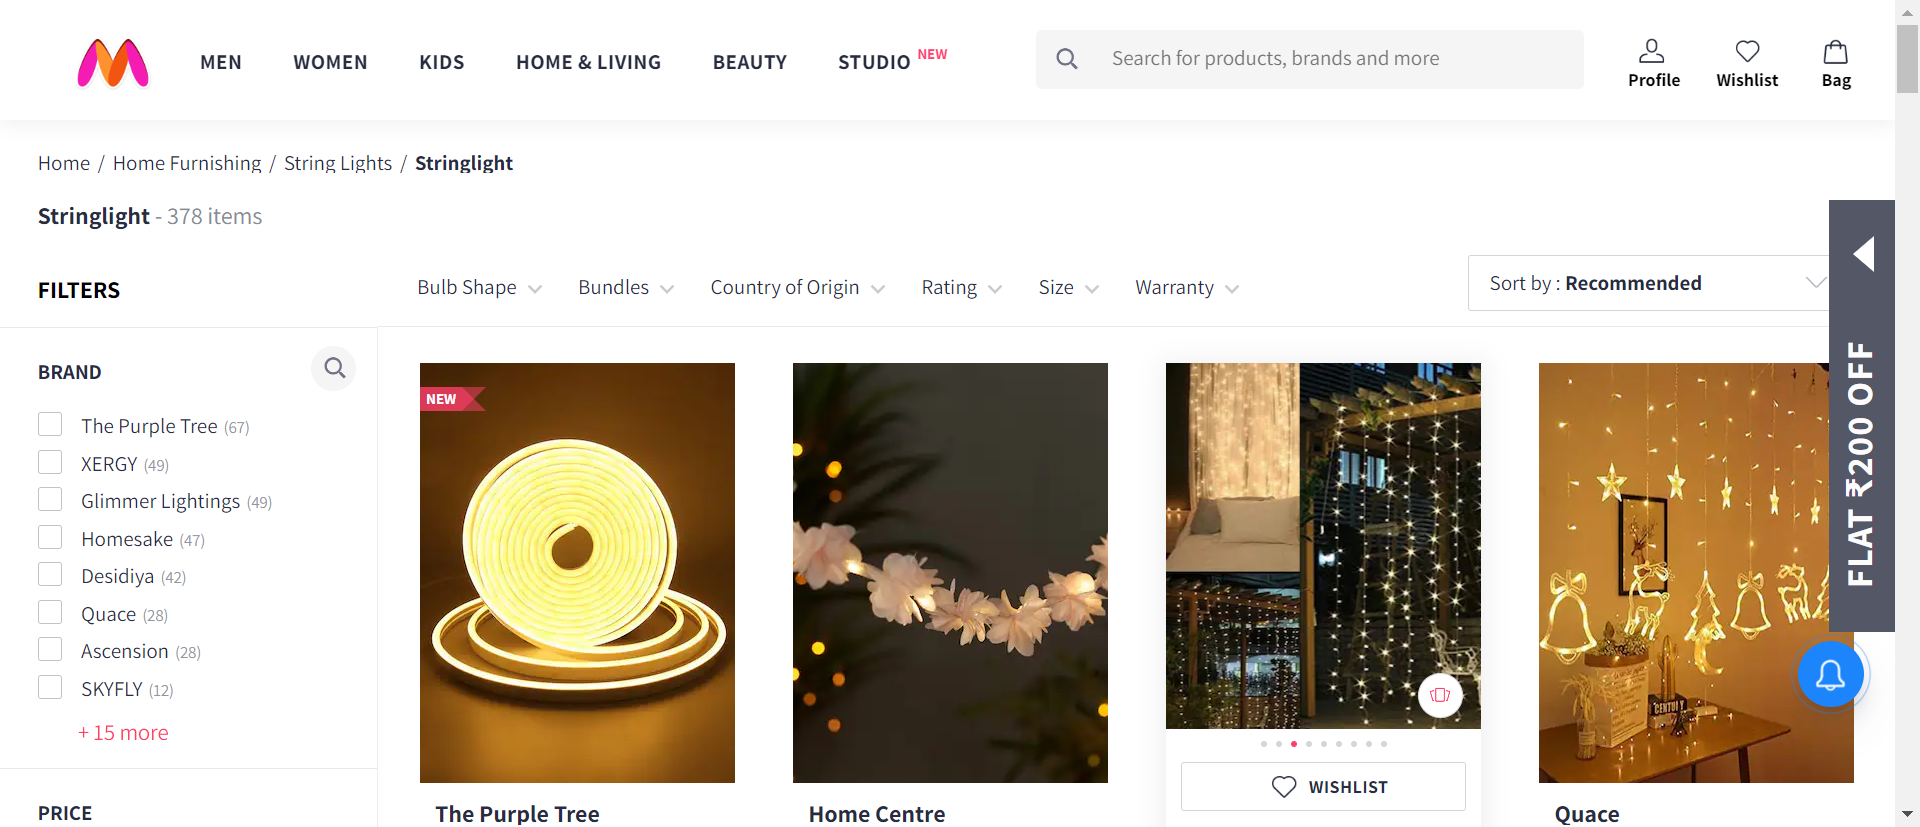 MEN WOMEN KIDS HOME & LIVING BEAUTY STUDIO NEW
Search for products, brands and more
Profile Wishlist Bag
Home / Home Furnishing / String Lights / Stringlight
Stringlight - 378 items
FILTERS
Bulb Shape Bundles Country of Origin Rating Size Warranty
Sort by : Recommended
FLAT ₹200 OFF
BRAND
The Purple Tree (67)
XERGY (49)
Glimmer Lightings (49)
Homesake (47)
Desidiya (42)
Quace (28)
Ascension (28)
SKYFLY (12)
+ 15 more
PRICE
NEW
The Purple Tree
Home Centre
WISHLIST
CENTURY
Quace